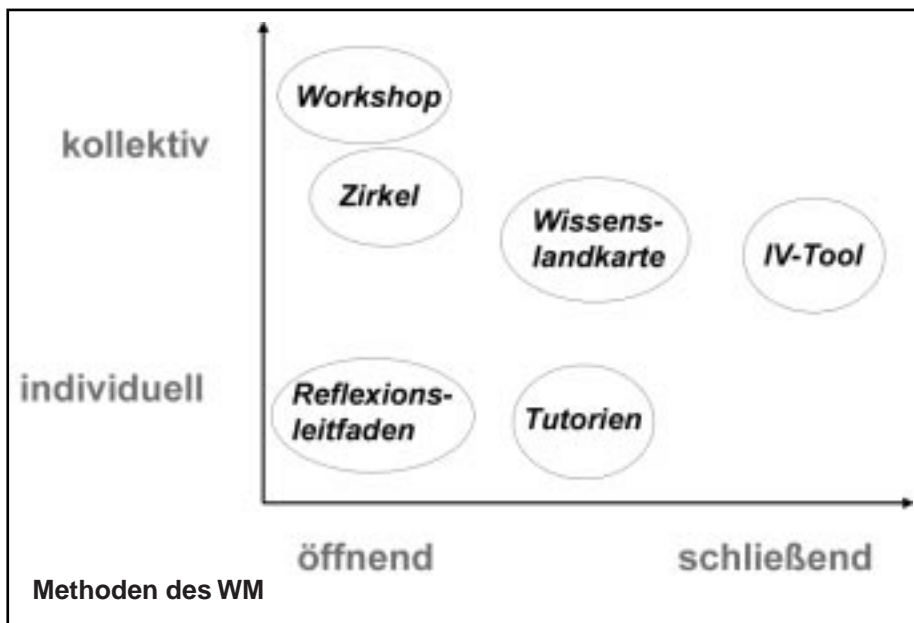 Workshop
kollektiv
Zirkel
Wissens-
landkarte
IV-Tool
individuell
Reflexions-
leitfaden
Tutorien
öffnend
schließend
Methoden des WM